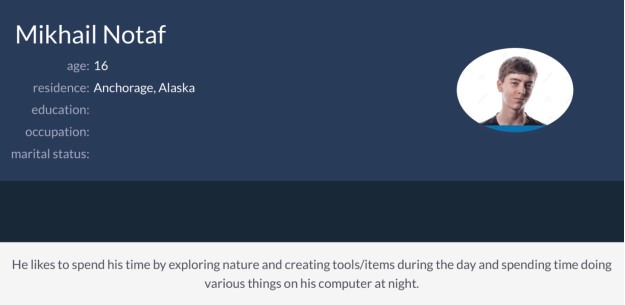 Mikhail Notaf
age: 16
residence: Anchorage, Alaska
education:
occupation:
marital status:
He likes to spend his time by exploring nature and creating tools/items during the day and spending time doing
various things on his computer at night.